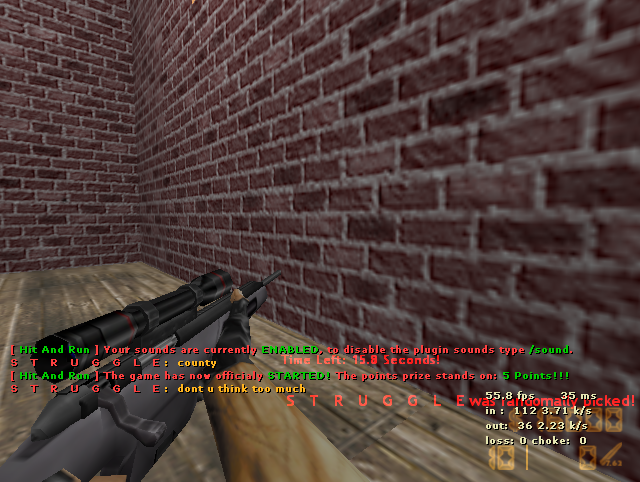 [ Hit And Run ] Your sounds are currently ENABLED, to disable the plugin sounds type /sound.
Time Left: 15.0 Seconds!
S T R U G G L E : county
[ Hit And Run ] The game has now officialy STARTED! The points prize stands on: 5 Points!!!
S T R U G G L E : dont u think too much
S T R U G G L E was randomally picked!
55.8 fps 35 ms
in : 112 3.71 k/s
out: 36 2.23 k/s
loss: 0 choke: 0